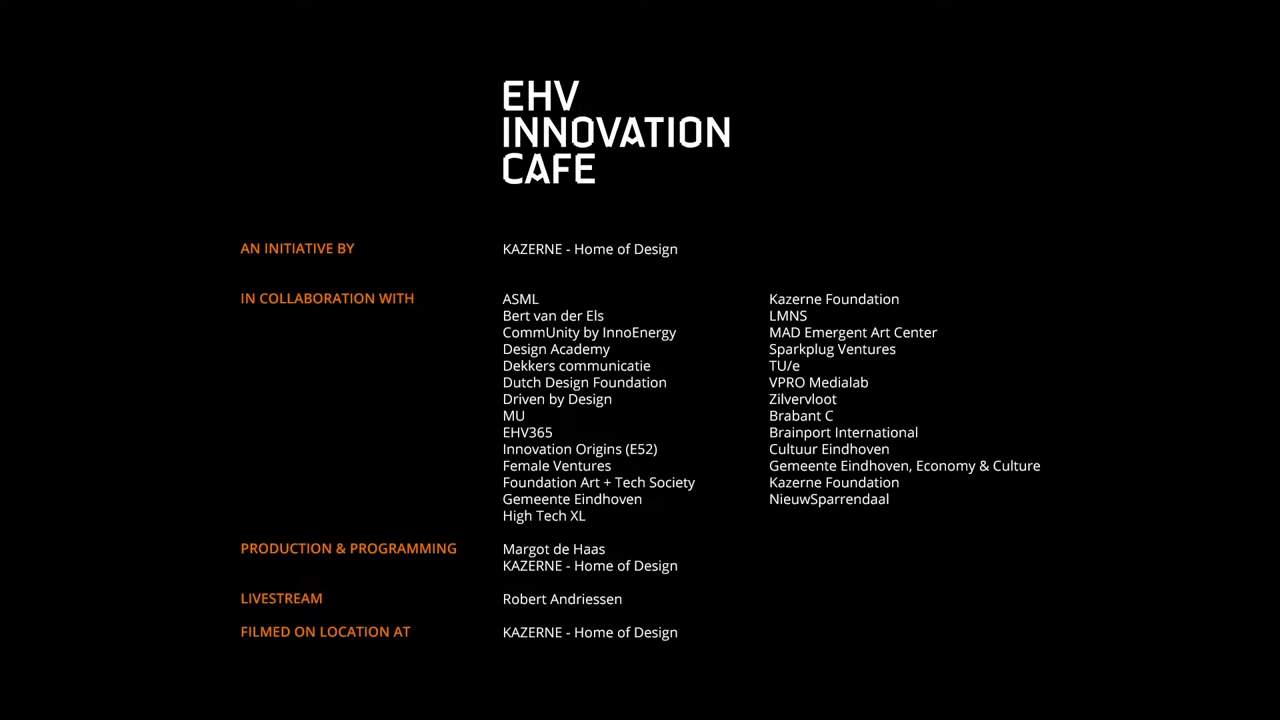 EHV
INNOVATION
CAFE
AN INITIATIVE BY
KAZERNE - Home of Design
IN COLLABORATION WITH
ASML
Bert van der Els
CommUnity by InnoEnergy
Design Academy
Dekkers communicatie
Dutch Design Foundation
Driven by Design
MU
EHV365
Innovation Origins (E52)
Female Ventures
Foundation Art + Tech Society
Gemeente Eindhoven
High Tech XL
Kazerne Foundation
LMNS
MAD Emergent Art Center
Sparkplug Ventures
TU/e
VPRO Medialab
Zilvervloot
Brabant C
Brainport International
Cultuur Eindhoven
Gemeente Eindhoven, Economy & Culture
Kazerne Foundation
NieuwSparrendaal
PRODUCTION & PROGRAMMING
Margot de Haas
KAZERNE - Home of Design
LIVESTREAM
Robert Andriessen
FILMED ON LOCATION AT
KAZERNE - Home of Design